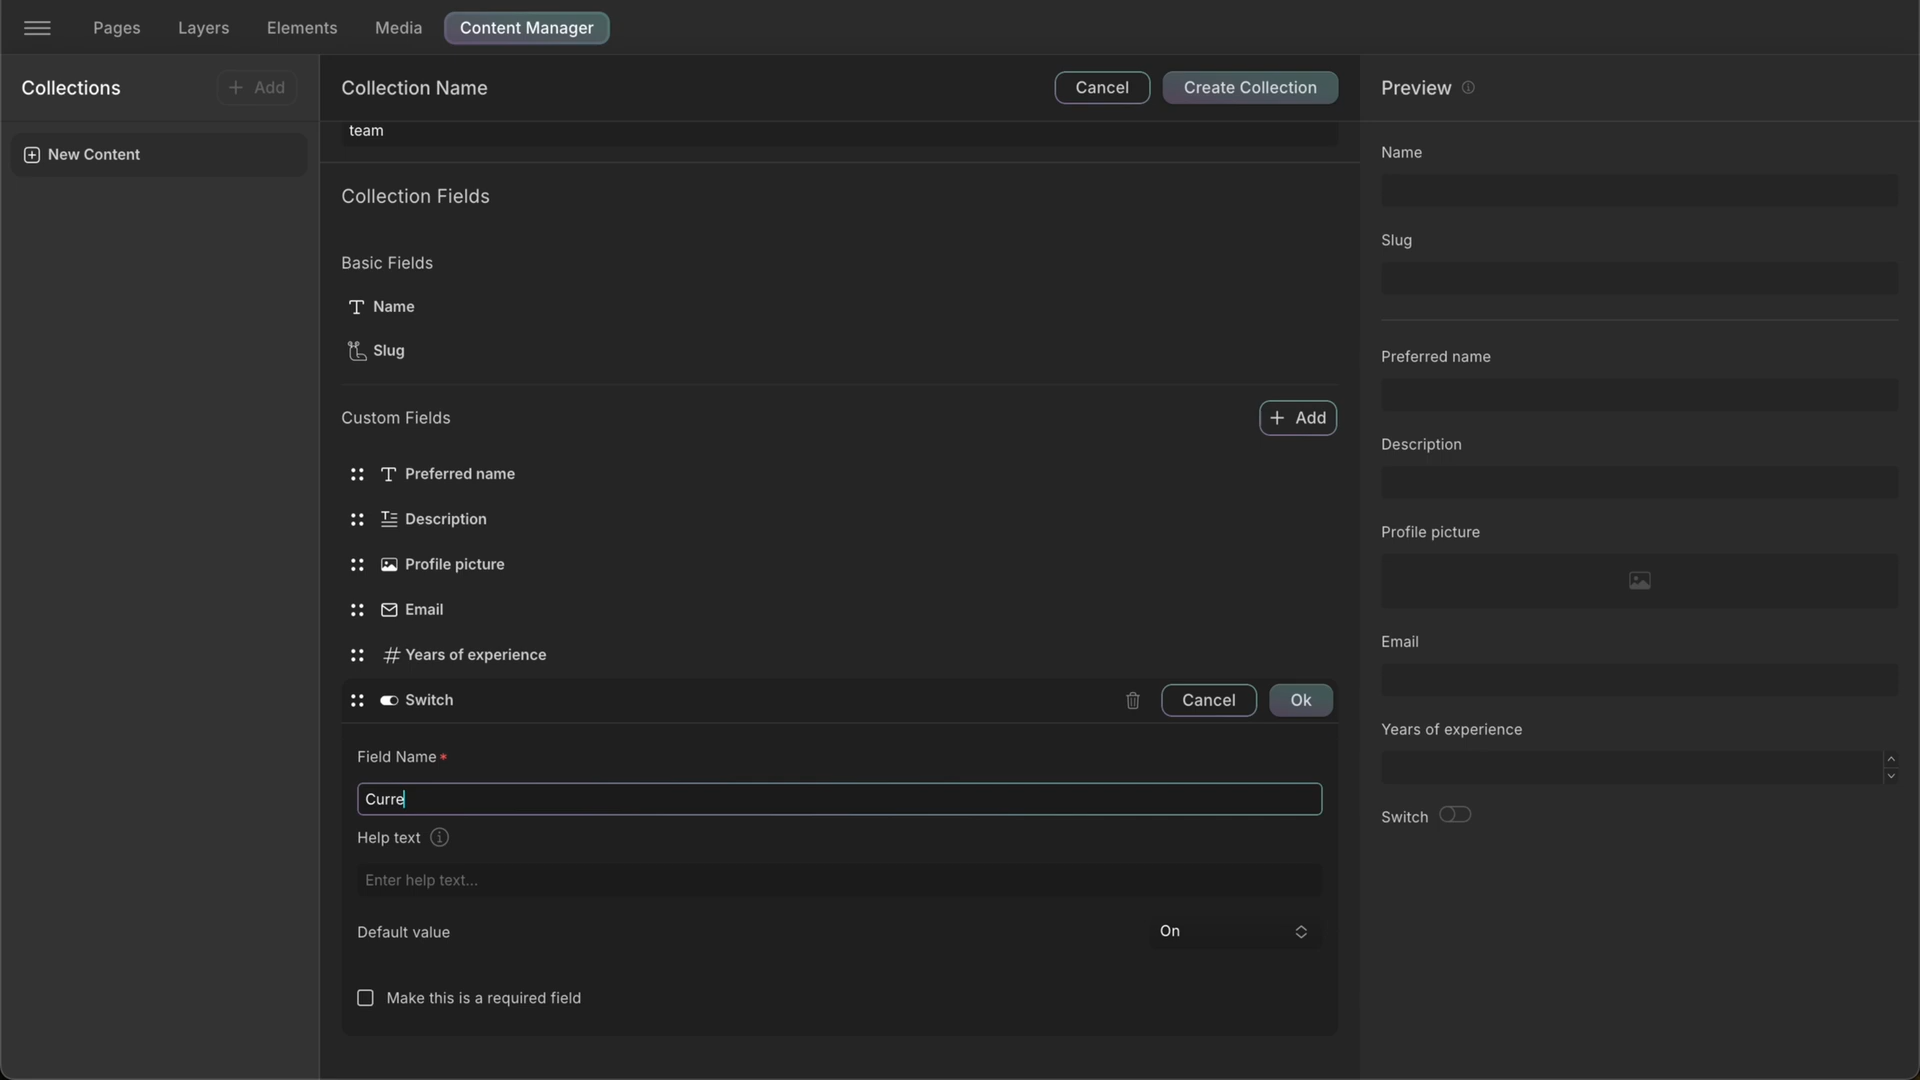 Pages
Layers
Elements
Media
Content Manager
Collections
Add
New Content
Collection Name
Cancel
Create Collection
team
Collection Fields
Basic Fields
Name
Slug
Custom Fields
Add
Preferred name
Description
Profile picture
Email
Years of experience
Switch
Cancel
Ok
Field Name*
Curre
Help text
Enter help text...
Default value
On
Make this is a required field
Preview
Name
Slug
Preferred name
Description
Profile picture
Email
Years of experience
Switch